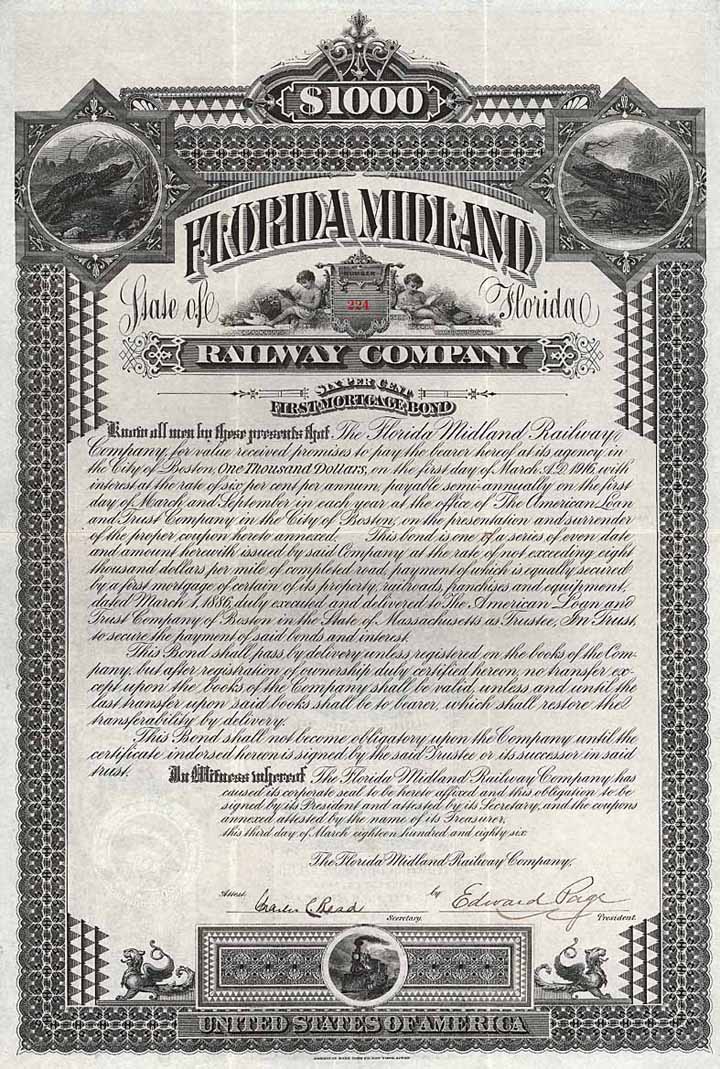 $1000
FLORIDA MIDLAND
NUMBER
224
State of Florida
RAILWAY COMPANY
SIX PER CENT
FIRST MORTGAGE BOND
Know all men by these presents that The Florida Midland Railway
Company, for value received promises to pay the bearer hereof at its agency in
the City of Boston, One Thousand Dollars, on the first day of March, A.D. 1916, with
interest at the rate of six per cent per annum, payable semi-annually on the first
day of March and September in each year at the office of The American Loan
and Trust Company in the City of Boston, on the presentation and surrender
of the proper coupon hereto annexed. This bond is one of a series of even date
and amount herewith issued by said Company at the rate of not exceeding eight
thousand dollars per mile of completed road, payment of which is equally secured
by a first mortgage of certain of its property, railroads, franchises and equipment,
dated March 1, 1886, duly executed and delivered to The American Loan and
Trust Company of Boston in the State of Massachusetts as Trustee, In Trust,
to secure the payment of said bonds and interest.
This Bond shall pass by delivery unless registered on the books of the Com-
pany, but after registration of ownership duly certified hereon, no transfer ex-
cept upon the books of the Company shall be valid, unless and until the
last transfer upon said books shall be to bearer, which shall restore the
transferability by delivery.
This Bond shall not become obligatory upon the Company until the
certificate indorsed hereon is signed by the said Trustee or its successor in said
trust.
In Witness whereof The Florida Midland Railway Company has
caused its corporate seal to be hereto affixed and this obligation to be
signed by its President and attested by its Secretary, and the coupons
annexed attested by the name of its Treasurer,
this third day of March eighteen hundred and eighty six
The Florida Midland Railway Company,
Attest. Charles C. Read by Edward Page
Secretary. President.
UNITED STATES OF AMERICA